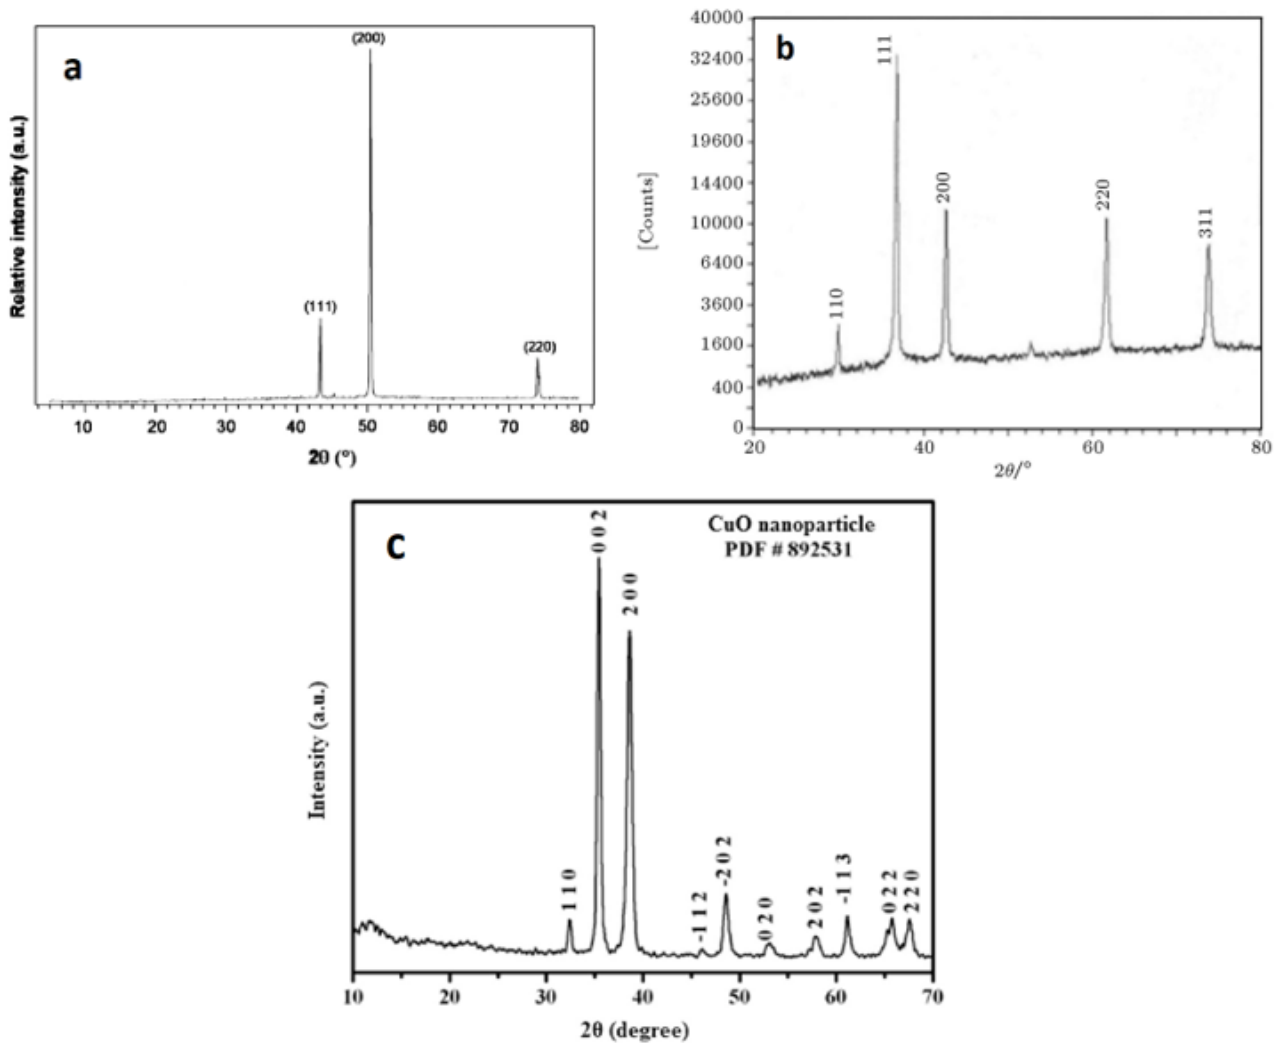 a
(200)
(111)
(220)
Relative intensity (a.u.)
10 20 30 40 50 60 70 80
2θ (°)
b
40000
32400
25600
19600
14400
10000
6400
3600
1600
400
0
[Counts]
110
111
200
220
311
20 40 60 80
2θ/°
c
CuO nanoparticle
PDF # 892531
Intensity (a.u.)
1 1 0
0 0 2
2 0 0
-1 1 2
-2 0 2
0 2 0
2 0 2
-1 1 3
0 2 2
2 2 0
10 20 30 40 50 60 70
2θ (degree)